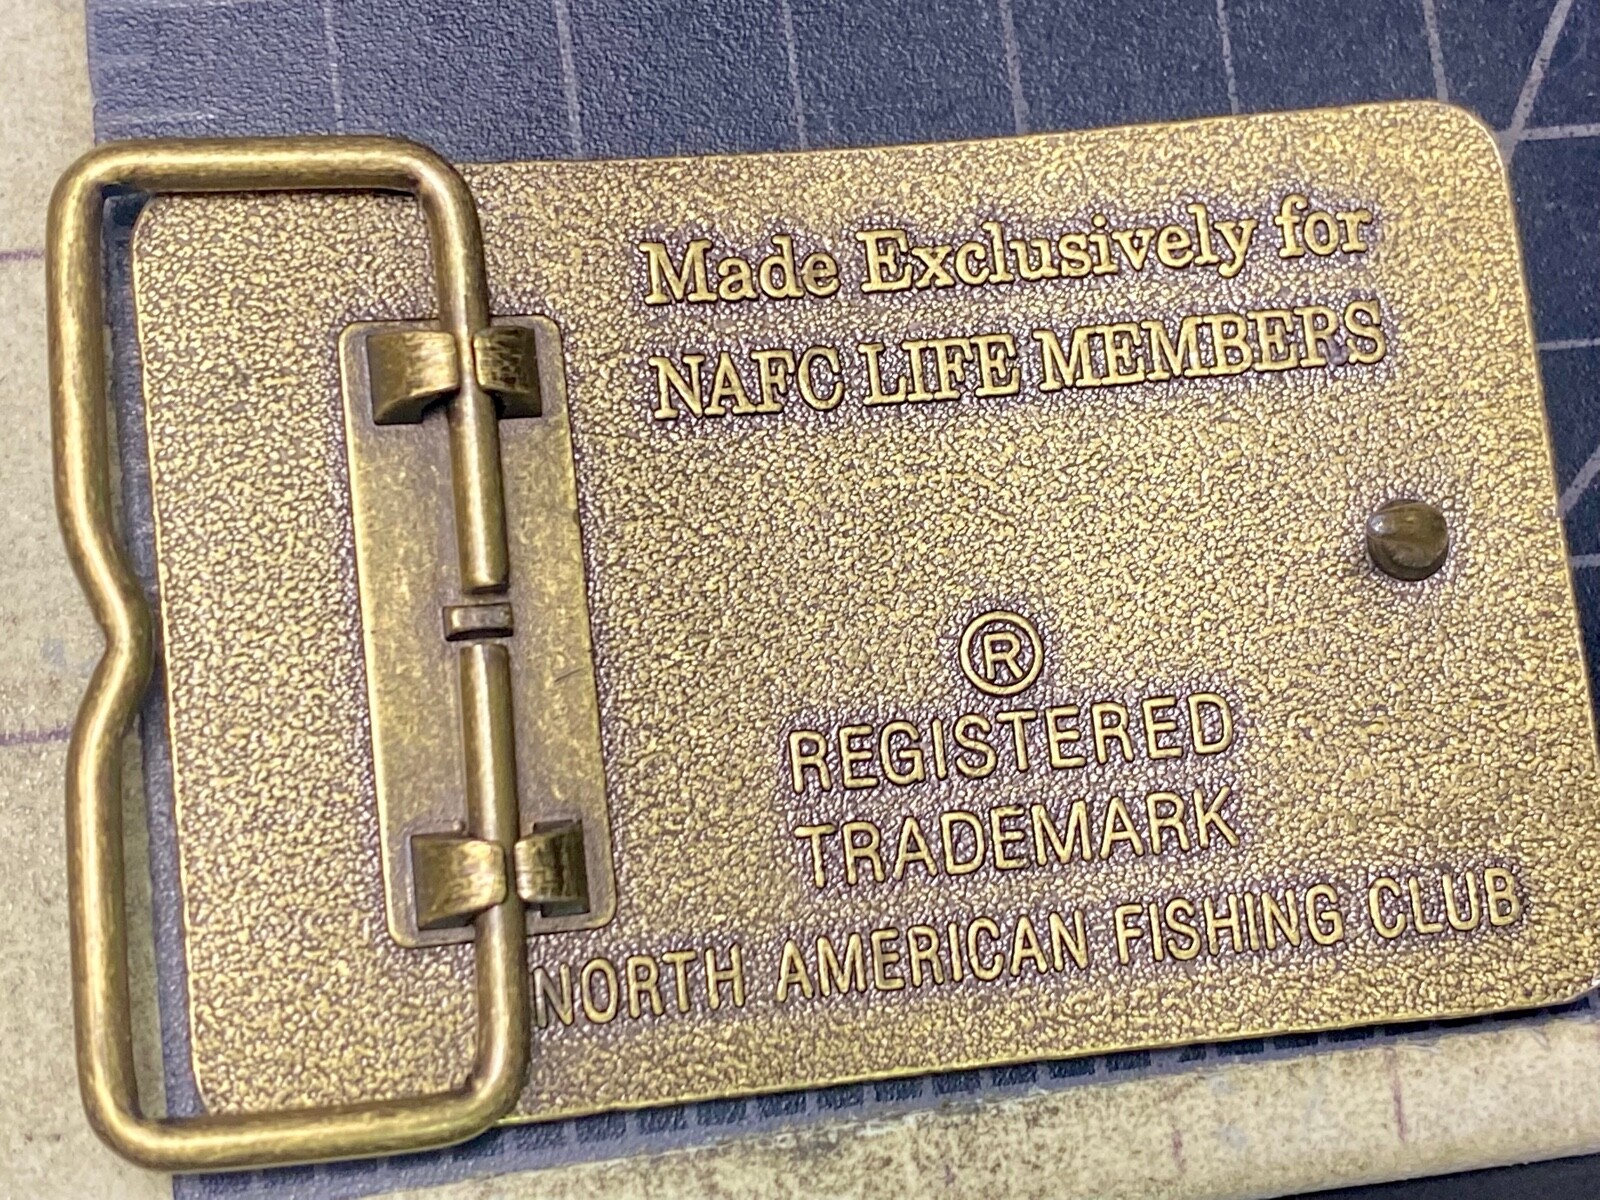 Made Exclusively for
NAFC LIFE MEMBERS
®
REGISTERED
TRADEMARK
NORTH AMERICAN FISHING CLUB